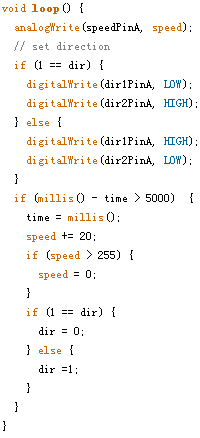 void loop() {
  analogWrite(speedPinA, speed);
  // set direction
  if (1 == dir) {
    digitalWrite(dir1PinA, LOW);
    digitalWrite(dir2PinA, HIGH);
  } else {
    digitalWrite(dir1PinA, HIGH);
    digitalWrite(dir2PinA, LOW);
  }
  if (millis() - time > 5000)  {
    time = millis();
    speed += 20;
    if (speed > 255) {
      speed = 0;
    }
    if (1 == dir) {
      dir = 0;
    } else {
      dir =1;
    }
  }
}